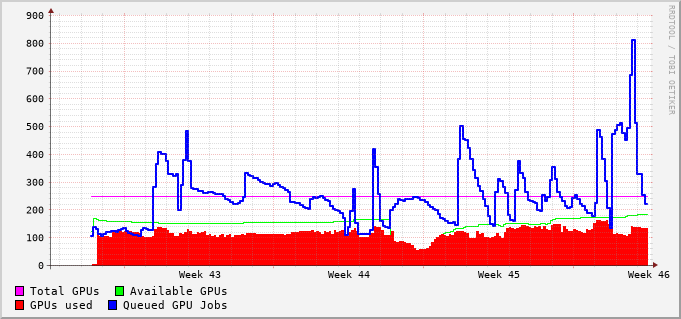 900
800
700
600
500
400
300
200
100
0
Week 43 Week 44 Week 45 Week 46
Total GPUs Available GPUs
GPUs used Queued GPU Jobs
RRDTOOL / TOBI OETIKER